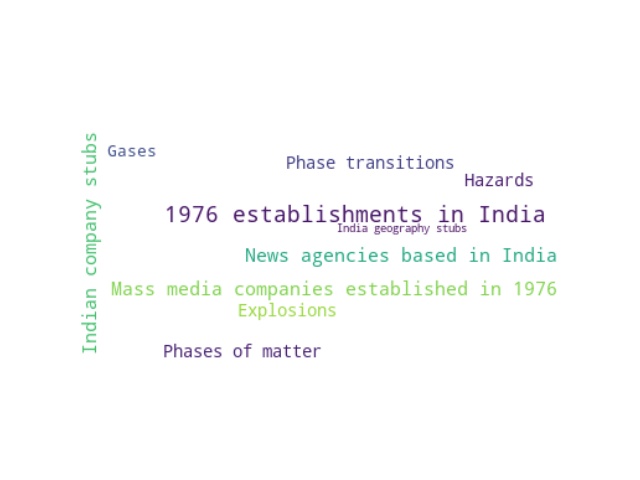 Indian company stubs
Gases
Phase transitions
Hazards
1976 establishments in India
India geography stubs
News agencies based in India
Mass media companies established in 1976
Explosions
Phases of matter